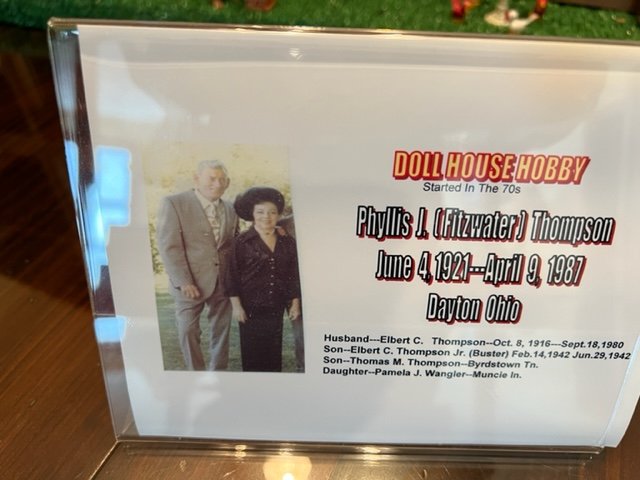 DOLL HOUSE HOBBY
Started In The 70s
Phyllis J. (Fitzwater) Thompson
June 4, 1921---April 9, 1987
Dayton Ohio
Husband---Elbert C. Thompson--Oct. 8, 1916---Sept.18,1980
Son--Elbert C. Thompson Jr. (Buster) Feb.14,1942 Jun.29,1942
Son--Thomas M. Thompson--Byrdstown Tn.
Daughter--Pamela J. Wangler--Muncie In.